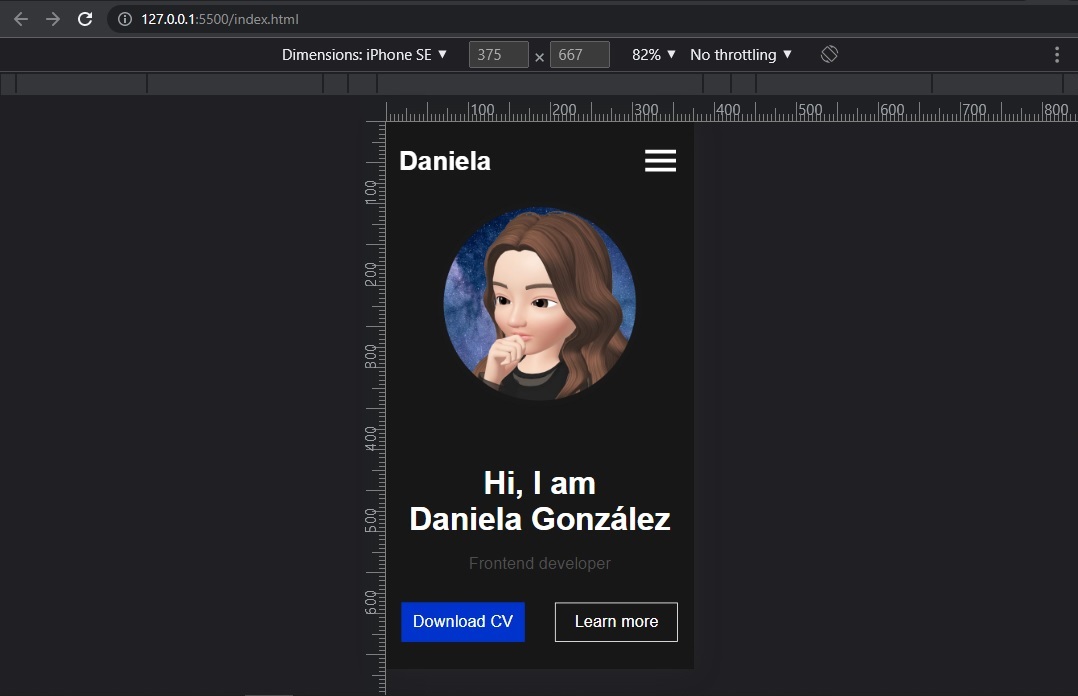 127.0.0.1:5500/index.html
Dimensions: iPhone SE 375 × 667 82% No throttling
100 200 300 400 500 600 700 800
100
200
300
400
500
600
Daniela
Hi, I am
Daniela González
Frontend developer
Download CV Learn more